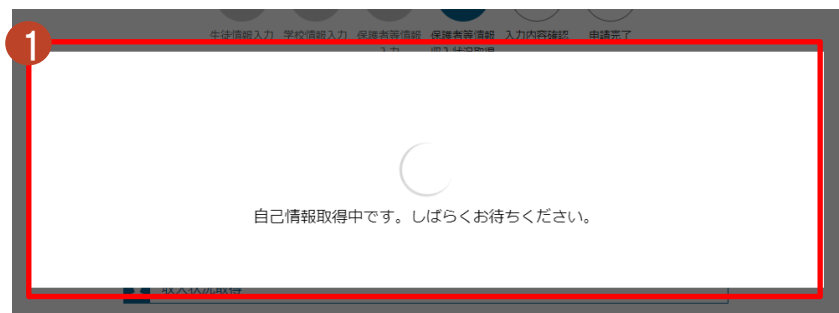 1
生徒情報入力 学校情報入力 保護者等情報 保護者等情報 入力内容確認 申請完了
入力 収入状況取得
自己情報取得中です。しばらくお待ちください。
収入状況取得